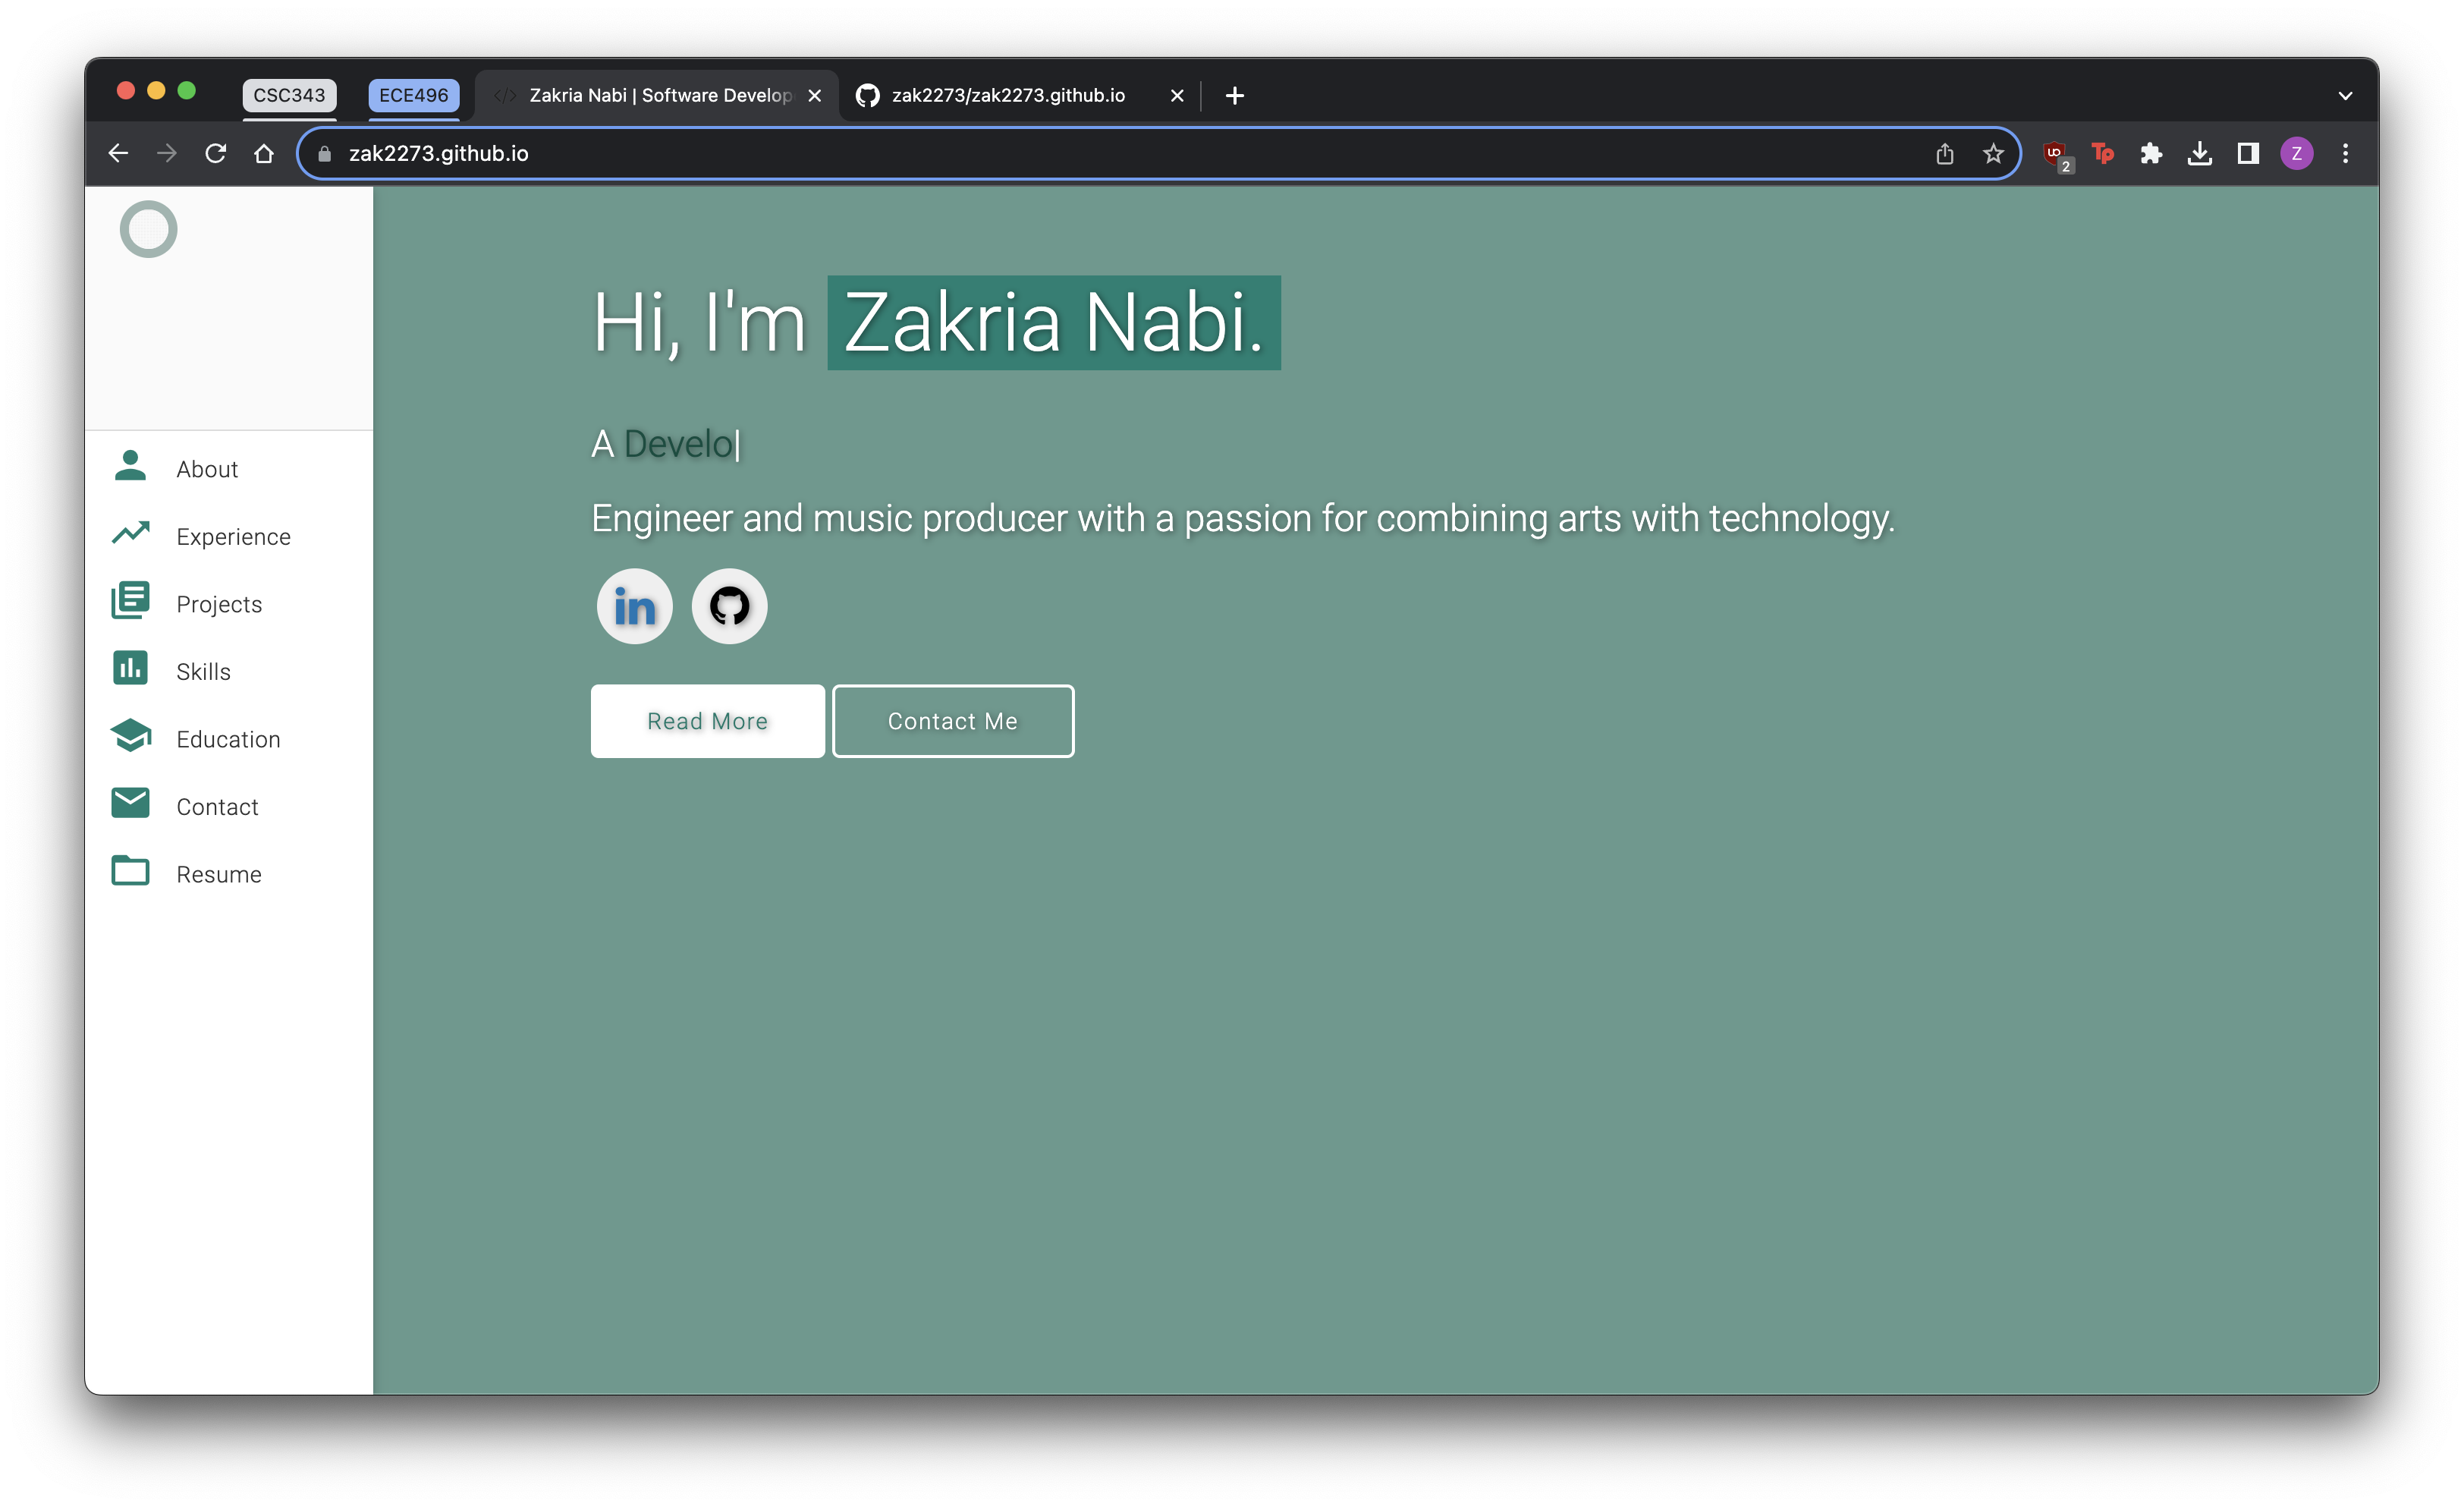 CSC343
ECE496
Zakria Nabi | Software Develop
zak2273/zak2273.github.io
zak2273.github.io
2
Z
Hi, I'm Zakria Nabi.
A Develo|
Engineer and music producer with a passion for combining arts with technology.
in
Read More
Contact Me
About
Experience
Projects
Skills
Education
Contact
Resume